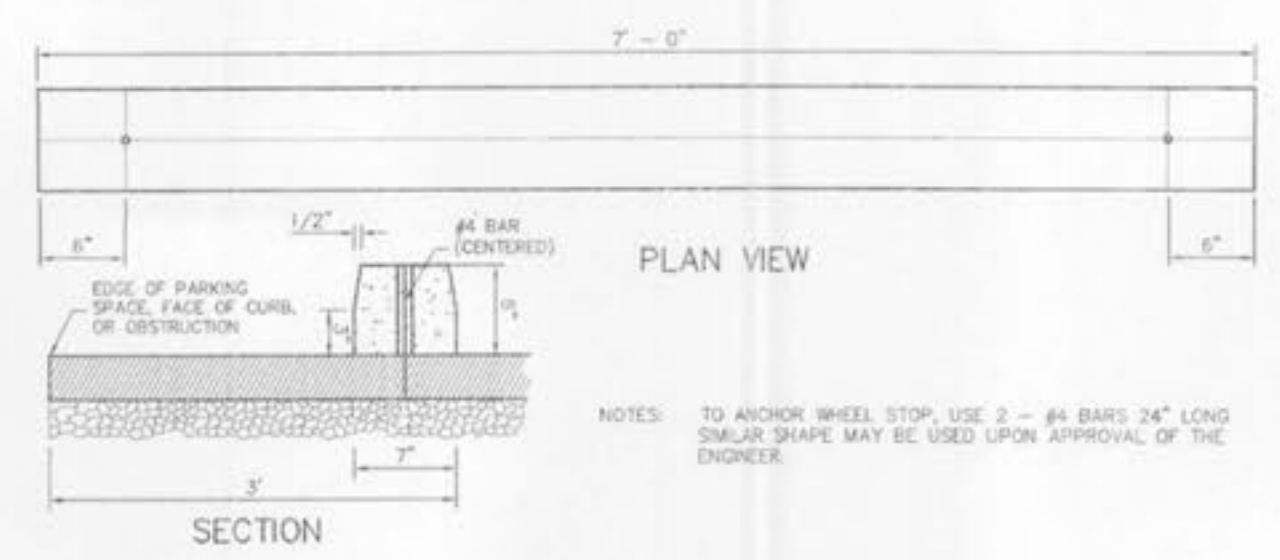 7' - 0"
6"
6"
PLAN VIEW
1/2"
#4 BAR
(CENTERED)
EDGE OF PARKING
SPACE, FACE OF CURB,
OR OBSTRUCTION
3"
6"
7"
3'
SECTION
NOTES: TO ANCHOR WHEEL STOP, USE 2 - #4 BARS 24" LONG
SIMILAR SHAPE MAY BE USED UPON APPROVAL OF THE
ENGINEER.